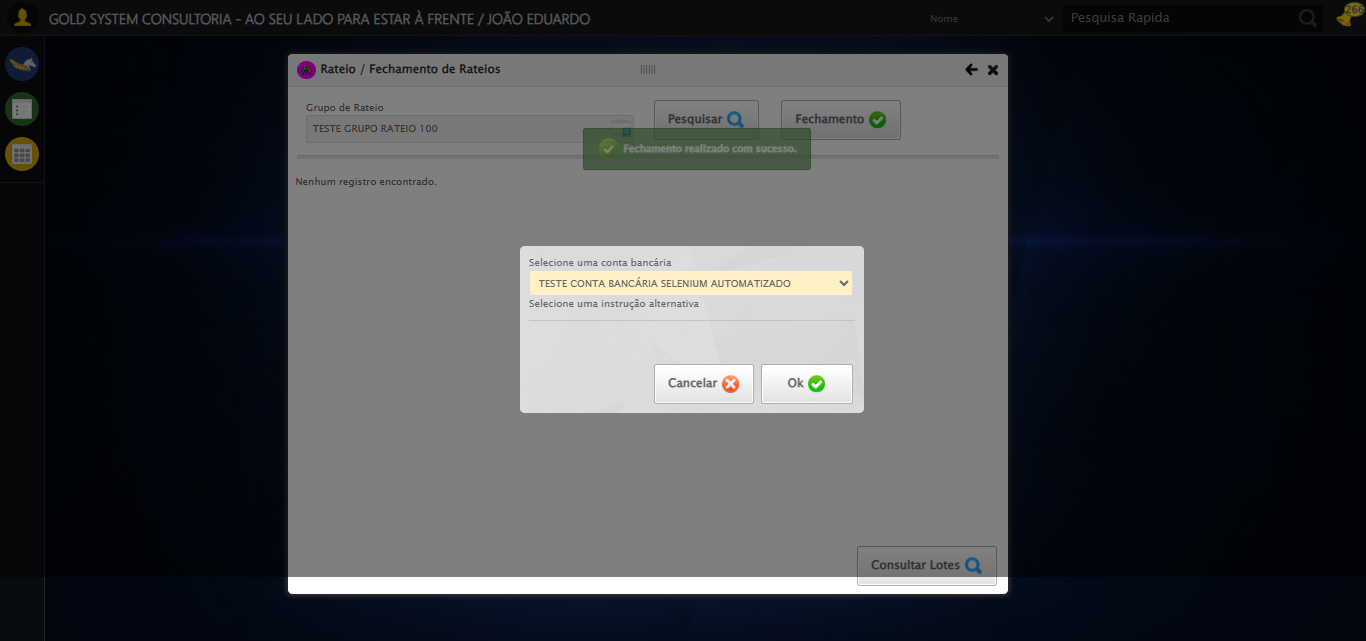 GOLD SYSTEM CONSULTORIA - AO SEU LADO PARA ESTAR À FRENTE / JOÃO EDUARDO
Nome
Pesquisa Rapida
266
Rateio / Fechamento de Rateios
Grupo de Rateio
TESTE GRUPO RATEIO 100
Pesquisar
Fechamento
Fechamento realizado com sucesso.
Nenhum registro encontrado.
Selecione uma conta bancária
TESTE CONTA BANCÁRIA SELENIUM AUTOMATIZADO
Selecione uma instrução alternativa
Cancelar
Ok
Consultar Lotes